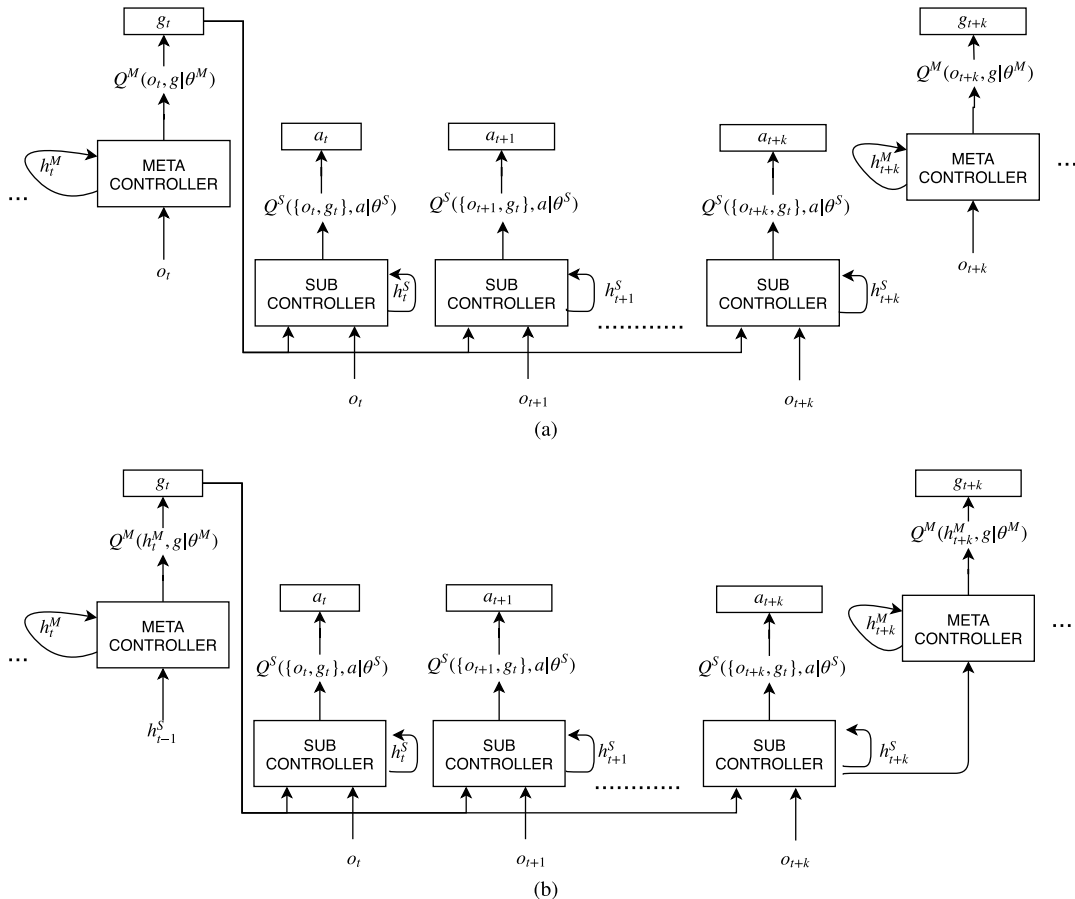 g_t
g_{t+k}
Q^M(o_t, g|θ^M)
Q^M(o_{t+k}, g|θ^M)
a_t
a_{t+1}
a_{t+k}
h_t^M
META CONTROLLER
h_{t+k}^M
META CONTROLLER
...
...
Q^S({o_t, g_t}, a|θ^S)
Q^S({o_{t+1}, g_t}, a|θ^S)
Q^S({o_{t+k}, g_t}, a|θ^S)
o_t
o_{t+k}
SUB CONTROLLER
h_t^S
SUB CONTROLLER
h_{t+1}^S
SUB CONTROLLER
h_{t+k}^S
..............
o_t
o_{t+1}
o_{t+k}
(a)
g_t
g_{t+k}
Q^M(h_t^M, g|θ^M)
Q^M(h_{t+k}^M, g|θ^M)
a_t
a_{t+1}
a_{t+k}
h_t^M
META CONTROLLER
h_{t+k}^M
META CONTROLLER
...
...
Q^S({o_t, g_t}, a|θ^S)
Q^S({o_{t+1}, g_t}, a|θ^S)
Q^S({o_{t+k}, g_t}, a|θ^S)
h_{t-1}^S
SUB CONTROLLER
h_t^S
SUB CONTROLLER
h_{t+1}^S
SUB CONTROLLER
h_{t+k}^S
..............
o_t
o_{t+1}
o_{t+k}
(b)